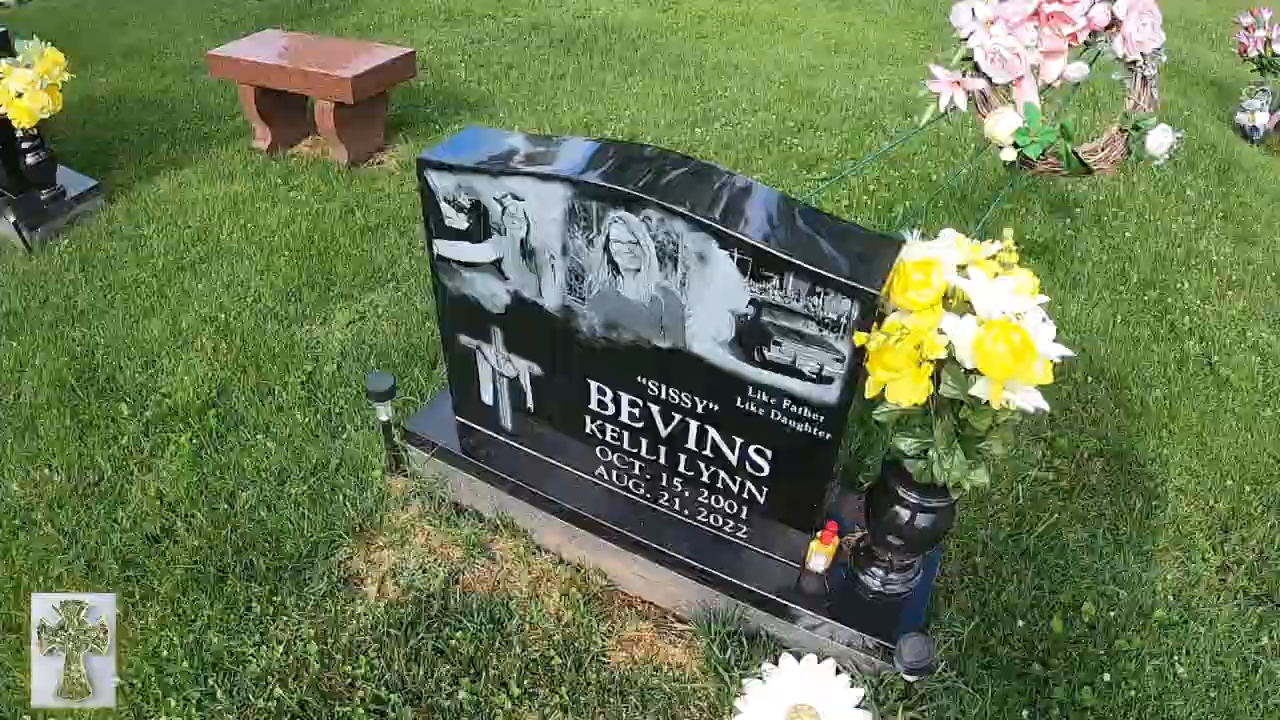 “SISSY”
BEVINS
KELLI LYNN
OCT. 15, 2001
AUG. 21, 2022
Like Father
Like Daughter